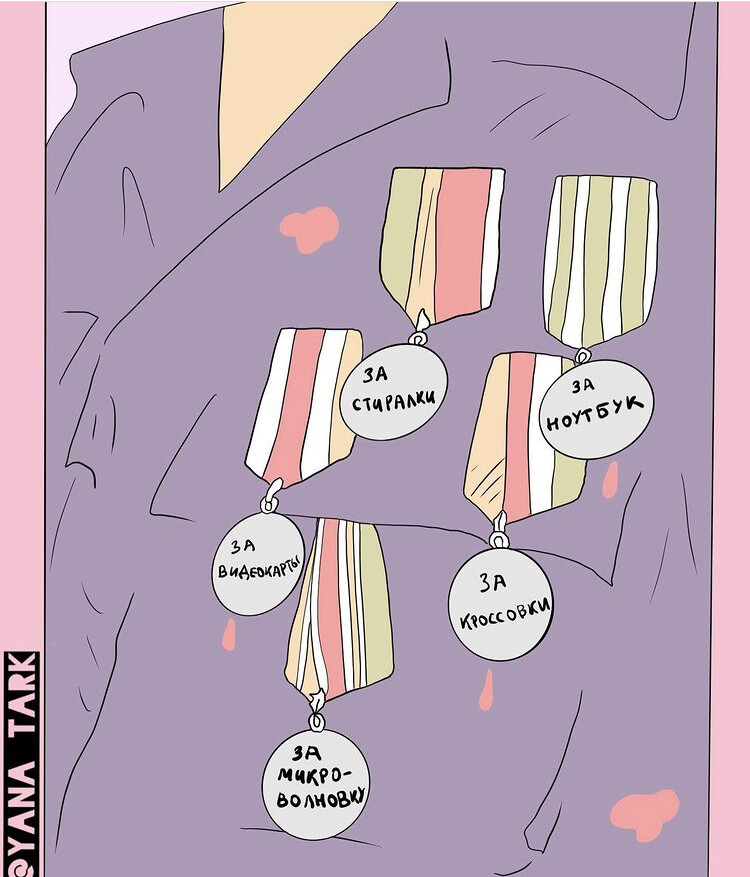 ЗА
СТИРАЛКИ
ЗА
НОУТБУК
ЗА
ВИДЕОКАРТЫ
ЗА
КРОССОВКИ
ЗА
МИКРО-
ВОЛНОВКУ
@YANA TARK